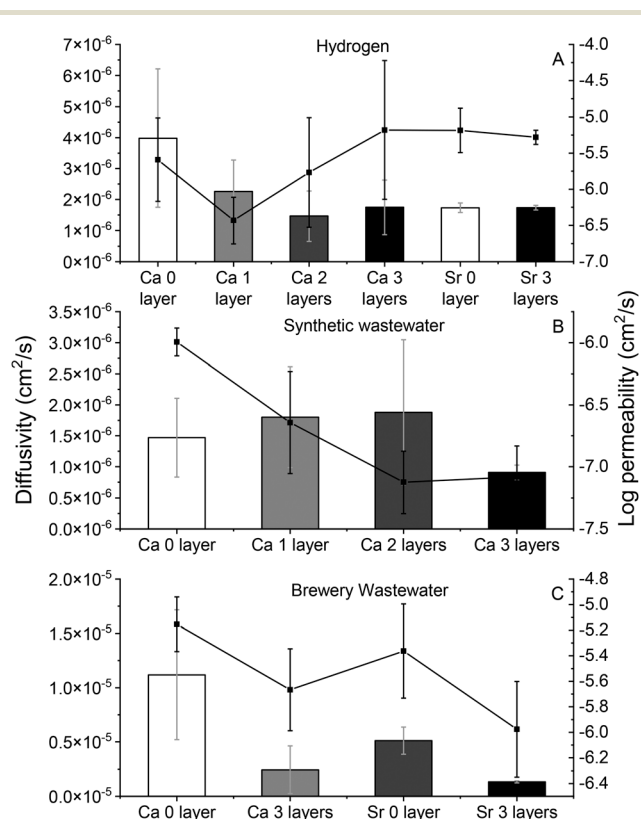 Hydrogen
A
7×10⁻⁶
6×10⁻⁶
5×10⁻⁶
4×10⁻⁶
3×10⁻⁶
2×10⁻⁶
1×10⁻⁶
0×10⁻⁶
-4.0
-4.5
-5.0
-5.5
-6.0
-6.5
-7.0
Ca 0 layer
Ca 1 layer
Ca 2 layers
Ca 3 layers
Sr 0 layer
Sr 3 layers
Diffusivity (cm²/s)
Log permeability (cm²/s)
Synthetic wastewater
B
3.5×10⁻⁶
3.0×10⁻⁶
2.5×10⁻⁶
2.0×10⁻⁶
1.5×10⁻⁶
1.0×10⁻⁶
0.5×10⁻⁶
0.0×10⁻⁶
-6.0
-6.5
-7.0
-7.5
Ca 0 layer
Ca 1 layer
Ca 2 layers
Ca 3 layers
Brewery Wastewater
C
2.0×10⁻⁵
1.5×10⁻⁵
1.0×10⁻⁵
0.5×10⁻⁵
0.0×10⁻⁵
-4.8
-5.0
-5.2
-5.4
-5.6
-5.8
-6.0
-6.2
-6.4
Ca 0 layer
Ca 3 layers
Sr 0 layer
Sr 3 layers